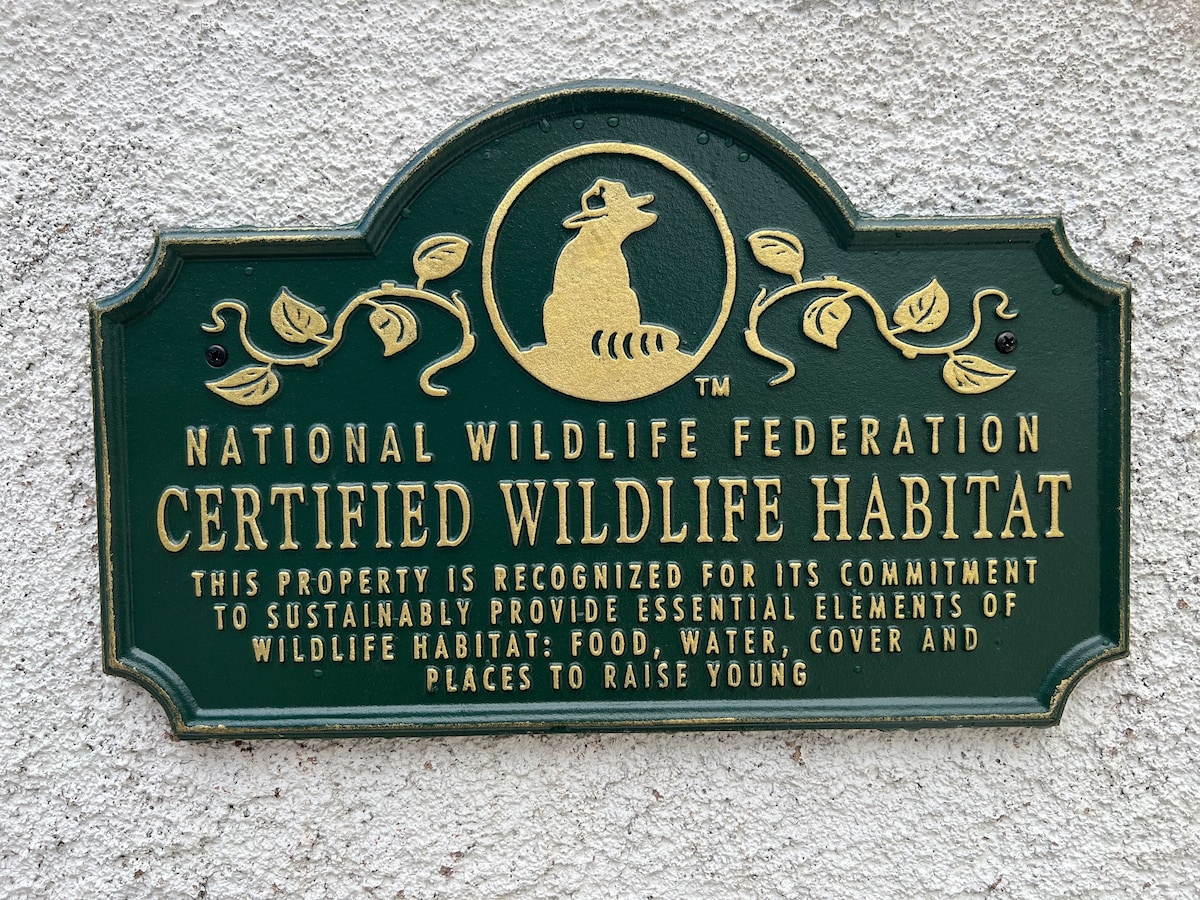 TM
NATIONAL WILDLIFE FEDERATION
CERTIFIED WILDLIFE HABITAT
THIS PROPERTY IS RECOGNIZED FOR ITS COMMITMENT
TO SUSTAINABLY PROVIDE ESSENTIAL ELEMENTS OF
WILDLIFE HABITAT: FOOD, WATER, COVER AND
PLACES TO RAISE YOUNG